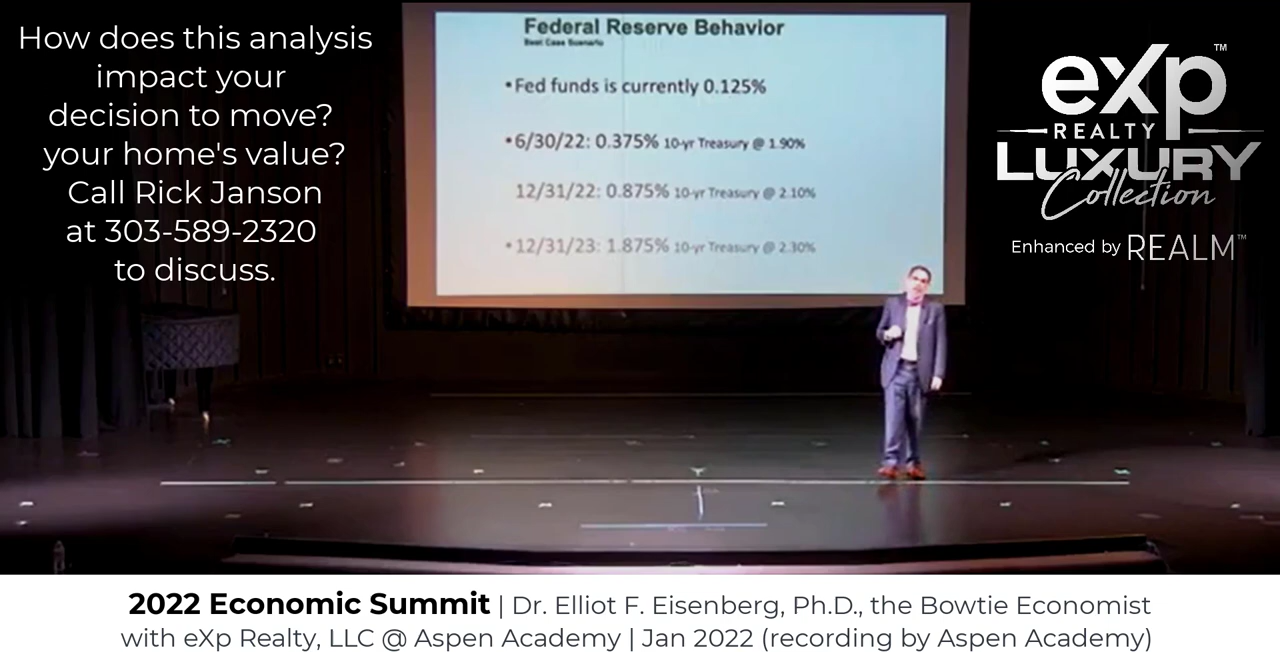 How does this analysis
impact your
decision to move?
your home's value?
Call Rick Janson
at 303-589-2320
to discuss.
Federal Reserve Behavior
Best Case Scenario
•Fed funds is currently 0.125%
•6/30/22: 0.375% 10-yr Treasury @ 1.90%
12/31/22: 0.875% 10-yr Treasury @ 2.10%
•12/31/23: 1.875% 10-yr Treasury @ 2.30%
eXp™
REALTY
LUXURY
Collection
Enhanced by REALM™
2022 Economic Summit | Dr. Elliot F. Eisenberg, Ph.D., the Bowtie Economist
with eXp Realty, LLC @ Aspen Academy | Jan 2022 (recording by Aspen Academy)